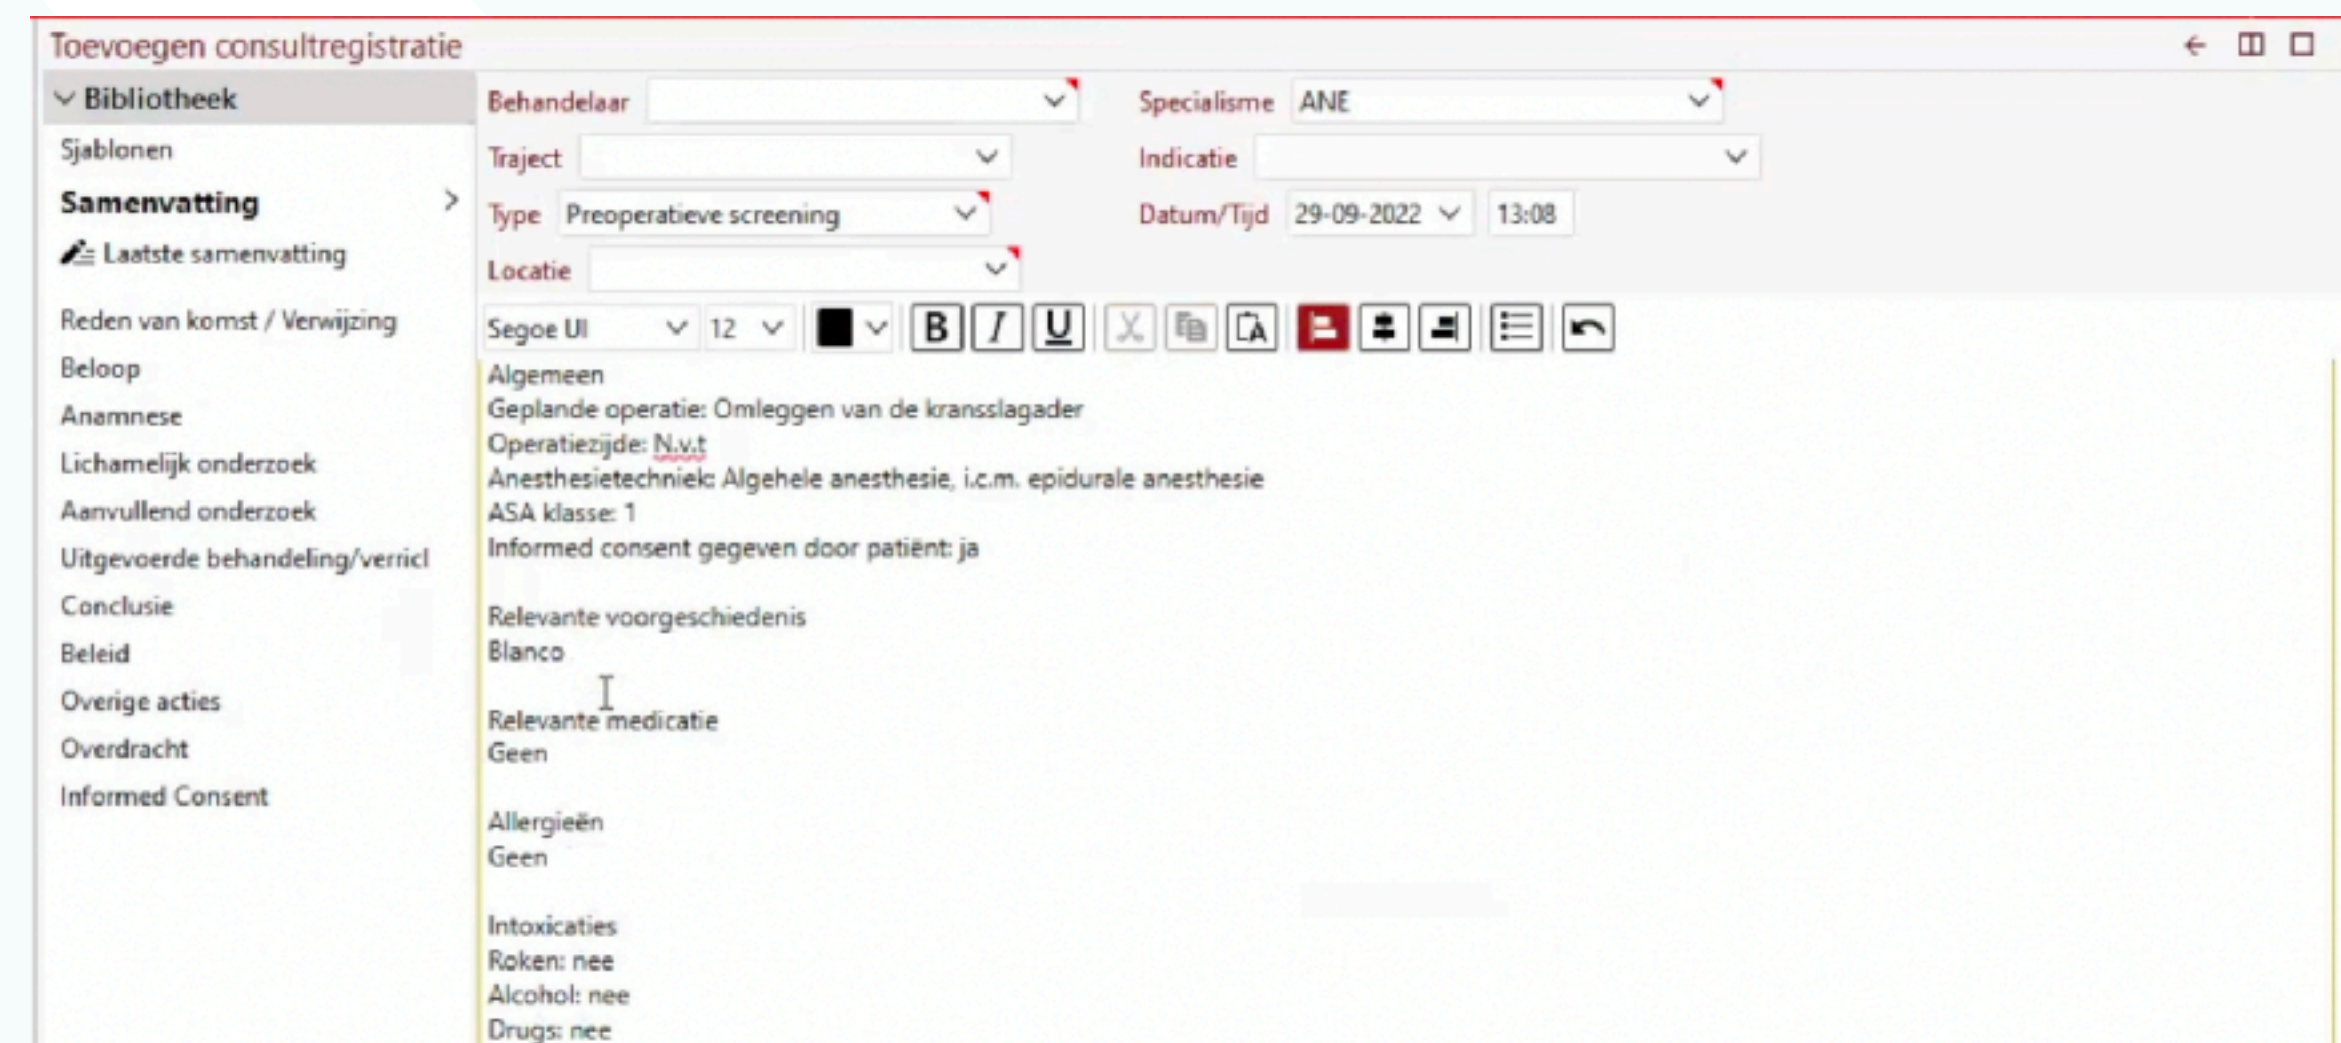 Toevoegen consultregistratie
Bibliotheek
Sjablonen
Samenvatting
Laatste samenvatting
Reden van komst / Verwijzing
Beloop
Anamnese
Lichamelijk onderzoek
Aanvullend onderzoek
Uitgevoerde behandeling/verricl
Conclusie
Beleid
Overige acties
Overdracht
Informed Consent
Behandelaar
Specialisme ANE
Traject
Indicatie
Type Preoperatieve screening
Datum/Tijd 29-09-2022 13:08
Locatie
Segoe UI 12 B I U
Algemeen
Geplande operatie: Omleggen van de kransslagader
Operatiezijde: N.v.t
Anesthesietechniek: Algehele anesthesie, i.c.m. epidurale anesthesie
ASA klasse: 1
Informed consent gegeven door patiënt: ja
Relevante voorgeschiedenis
Blanco
Relevante medicatie
Geen
Allergieën
Geen
Intoxicaties
Roken: nee
Alcohol: nee
Drugs: nee